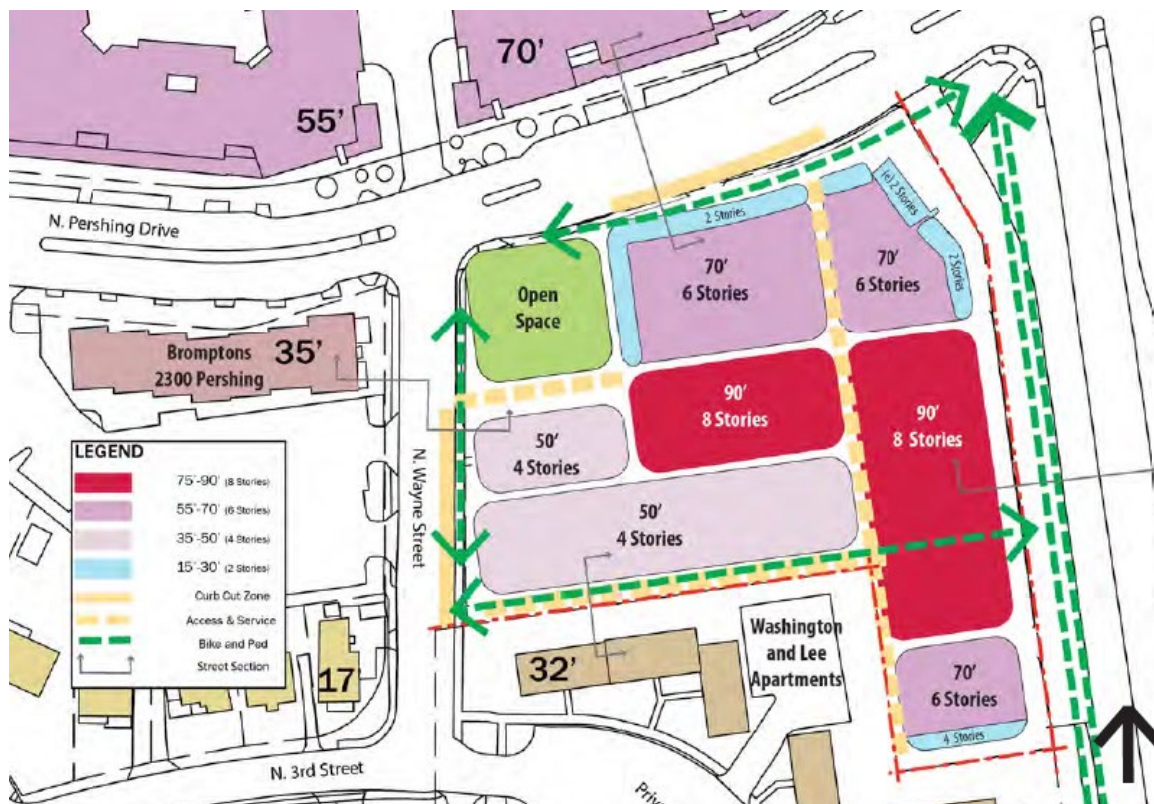 70'
55'
N. Pershing Drive
2 Stories
(e) 2 Stories
2 Stories
70'
6 Stories
70'
6 Stories
Open
Space
Bromptons
2300 Pershing
35'
90'
8 Stories
90'
8 Stories
50'
4 Stories
N. Wayne Street
50'
4 Stories
LEGEND
75'-90' (8 Stories)
55'-70' (6 Stories)
35'-50' (4 Stories)
15'-30' (2 Stories)
Curb Cut Zone
Access & Service
Bike and Ped
Street Section
17'
32'
Washington
and Lee
Apartments
70'
6 Stories
4 Stories
N. 3rd Street